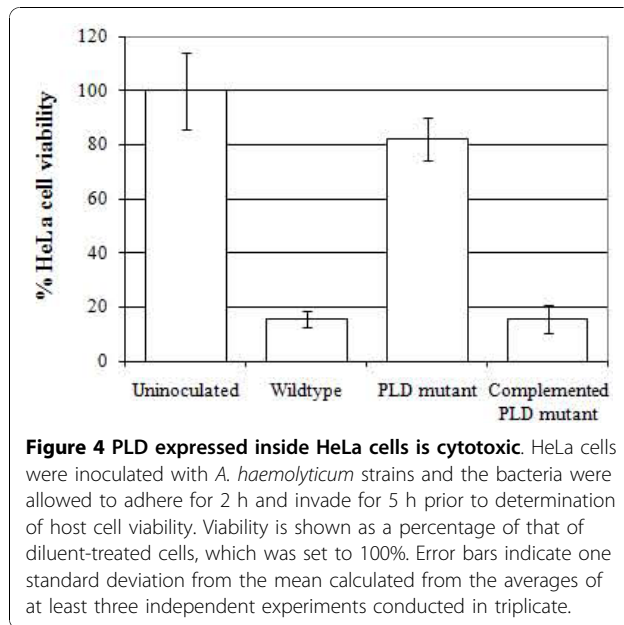 120
100
80
60
40
20
0
% HeLa cell viability
Uninoculated
Wildtype
PLD mutant
Complemented
PLD mutant
Figure 4 PLD expressed inside HeLa cells is cytotoxic. HeLa cells
were inoculated with A. haemolyticum strains and the bacteria were
allowed to adhere for 2 h and invade for 5 h prior to determination
of host cell viability. Viability is shown as a percentage of that of
diluent-treated cells, which was set to 100%. Error bars indicate one
standard deviation from the mean calculated from the averages of
at least three independent experiments conducted in triplicate.